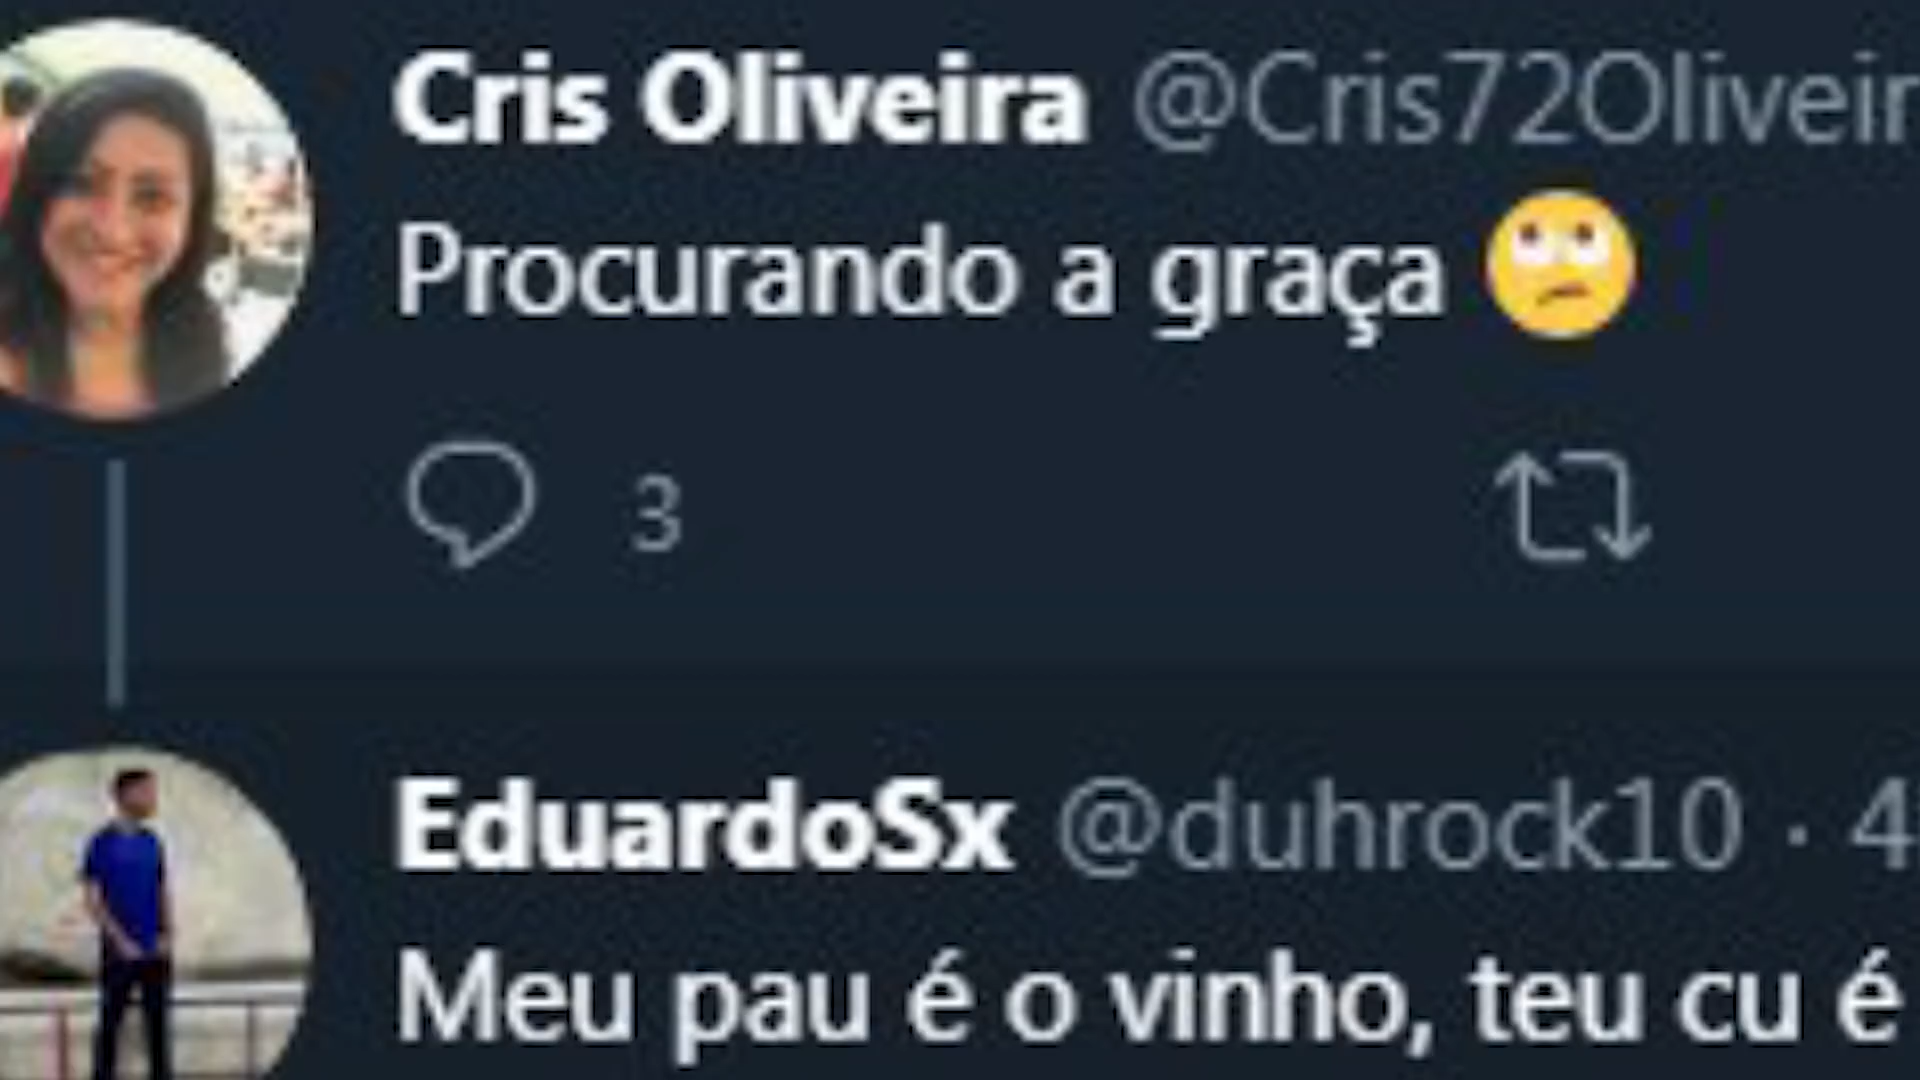 Cris Oliveira @Cris72Oliveir
Procurando a graça 🙄
3
EduardoSx @duhrock10 · 4
Meu pau é o vinho, teu cu é